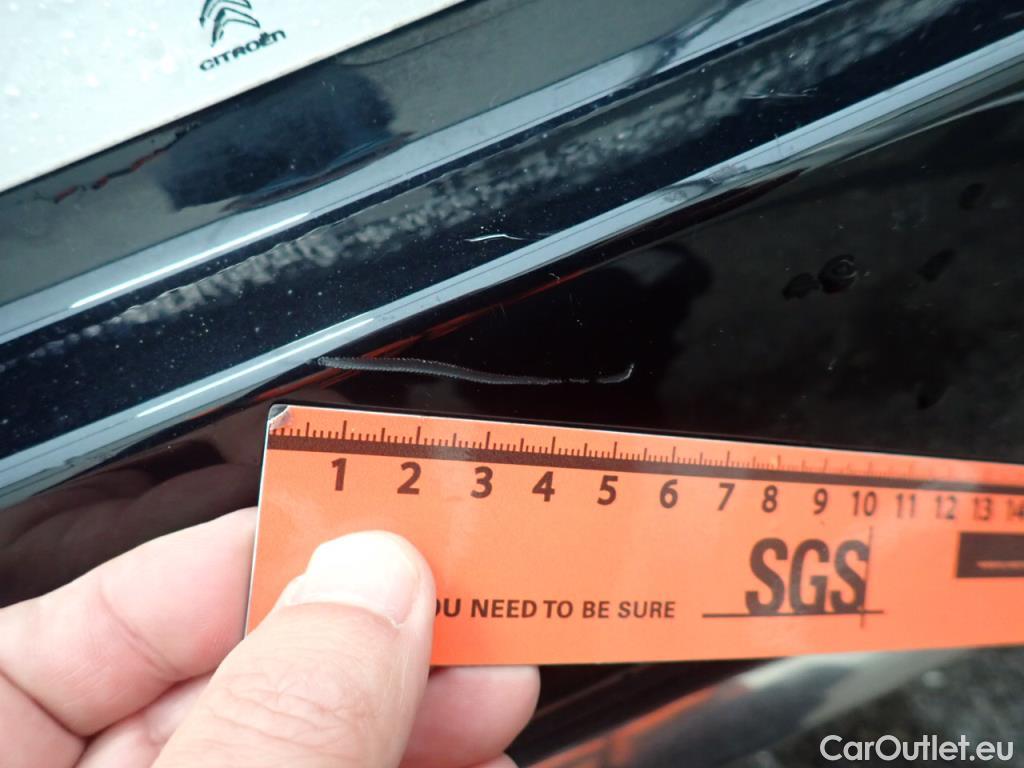 CITROËN
1 2 3 4 5 6 7 8 9 10 11 12 13 14
SGS
OU NEED TO BE SURE
CarOutlet.eu